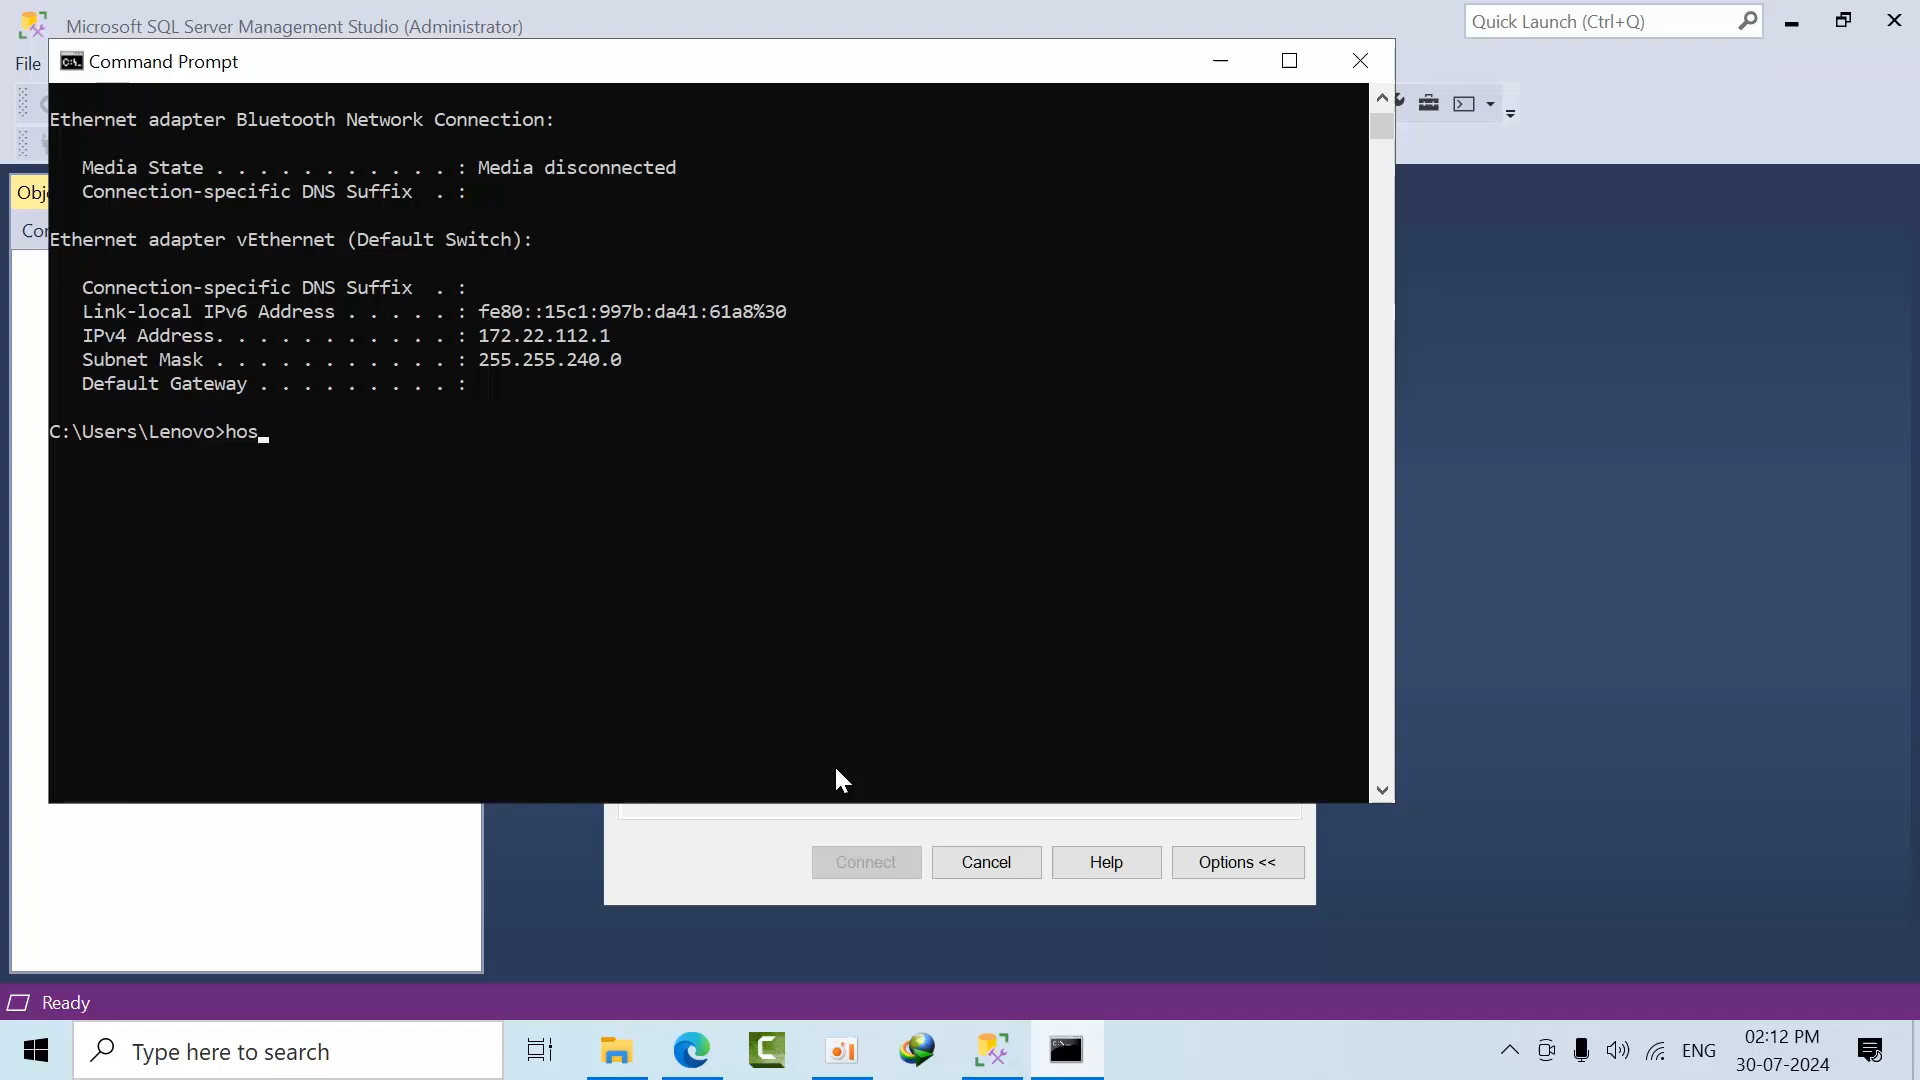 Microsoft SQL Server Management Studio (Administrator)
Quick Launch (Ctrl+Q)
File
Command Prompt
Ethernet adapter Bluetooth Network Connection:
Media State . . . . . . . . . . . : Media disconnected
Connection-specific DNS Suffix  . :
Obje
Con
Ethernet adapter vEthernet (Default Switch):
Connection-specific DNS Suffix  . :
Link-local IPv6 Address . . . . . : fe80::15c1:997b:da41:61a8%30
IPv4 Address. . . . . . . . . . . : 172.22.112.1
Subnet Mask . . . . . . . . . . . : 255.255.240.0
Default Gateway . . . . . . . . . :
C:\Users\Lenovo>hos_
Connect
Cancel
Help
Options <<
Ready
Type here to search
ENG
02:12 PM
30-07-2024